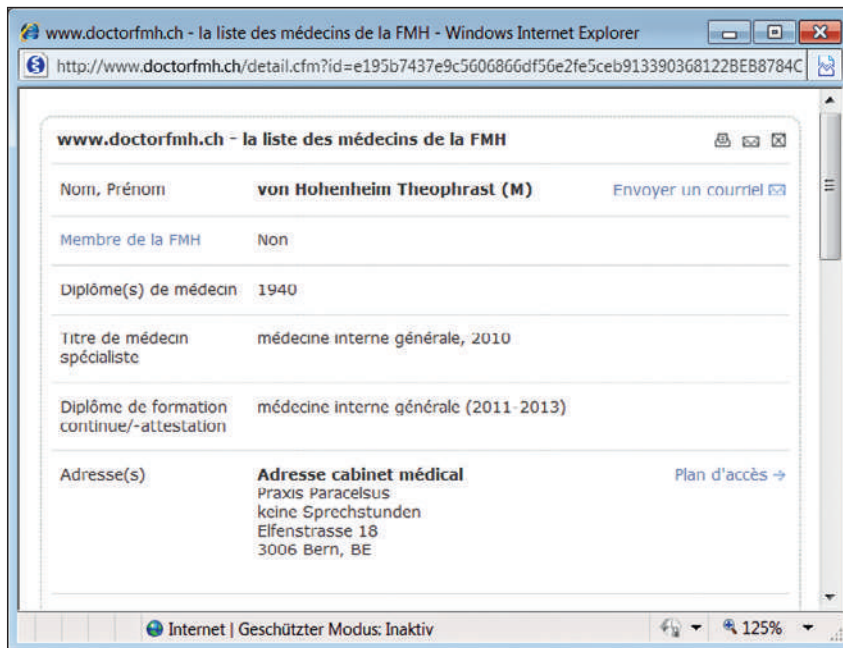 www.doctorfmh.ch - la liste des médecins de la FMH - Windows Internet Explorer
http://www.doctorfmh.ch/detail.cfm?id=e195b7437e9c5606866df56e2fe5ceb913390368122BEB8784C
www.doctorfmh.ch - la liste des médecins de la FMH
Nom, Prénom von Hohenheim Theophrast (M) Envoyer un courriel
Membre de la FMH Non
Diplôme(s) de médecin 1940
Titre de médecin médecine interne générale, 2010
spécialiste
Diplôme de formation médecine interne générale (2011-2013)
continue/-attestation
Adresse(s) Adresse cabinet médical Plan d'accès →
Praxis Paracelsus
keine Sprechstunden
Elfenstrasse 18
3006 Bern, BE
Internet | Geschützter Modus: Inaktiv 125%